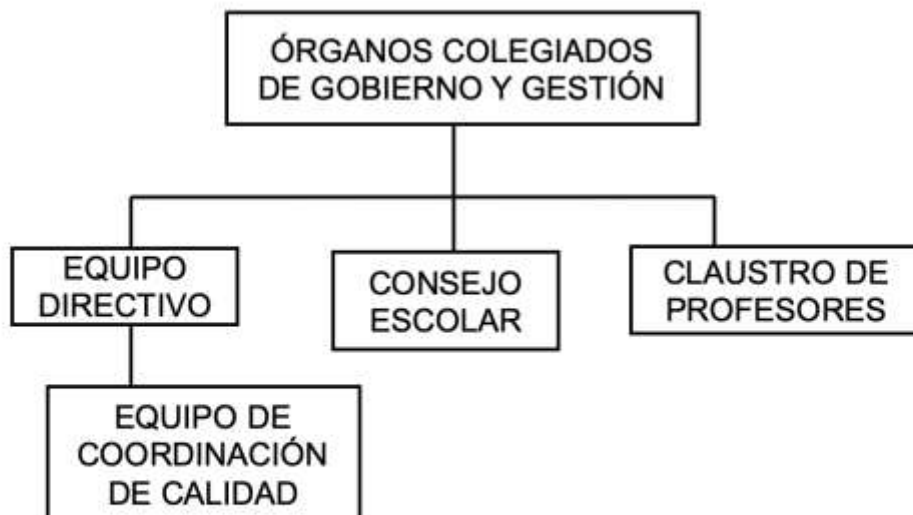 ÓRGANOS COLEGIADOS
DE GOBIERNO Y GESTIÓN
EQUIPO
DIRECTIVO
CONSEJO
ESCOLAR
CLAUSTRO DE
PROFESORES
EQUIPO DE
COORDINACIÓN
DE CALIDAD